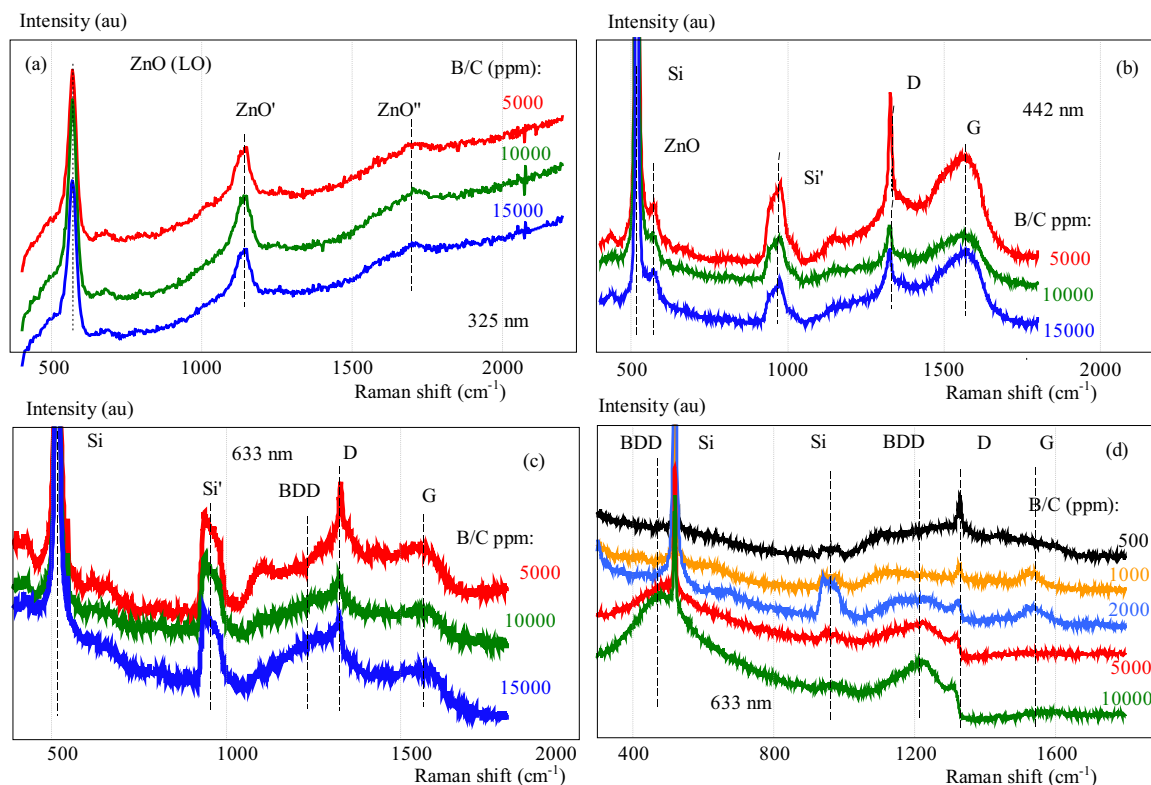 Intensity (au)
(a)
ZnO (LO)
B/C (ppm):
5000
ZnO'
ZnO"
10000
15000
325 nm
500
1000
1500
2000
Raman shift (cm-1)
Intensity (au)
(b)
Si
D
442 nm
ZnO
G
Si'
B/C ppm:
5000
10000
15000
500
1000
1500
2000
Raman shift (cm-1)
Intensity (au)
Si
633 nm
D
(c)
Si'
BDD
G
B/C ppm:
5000
10000
15000
500
1000
1500
2000
Raman shift (cm-1)
Intensity (au)
BDD
Si
Si
BDD
D
G
(d)
B/C (ppm):
500
1000
2000
5000
10000
633 nm
400
800
1200
1600
Raman shift (cm-1)